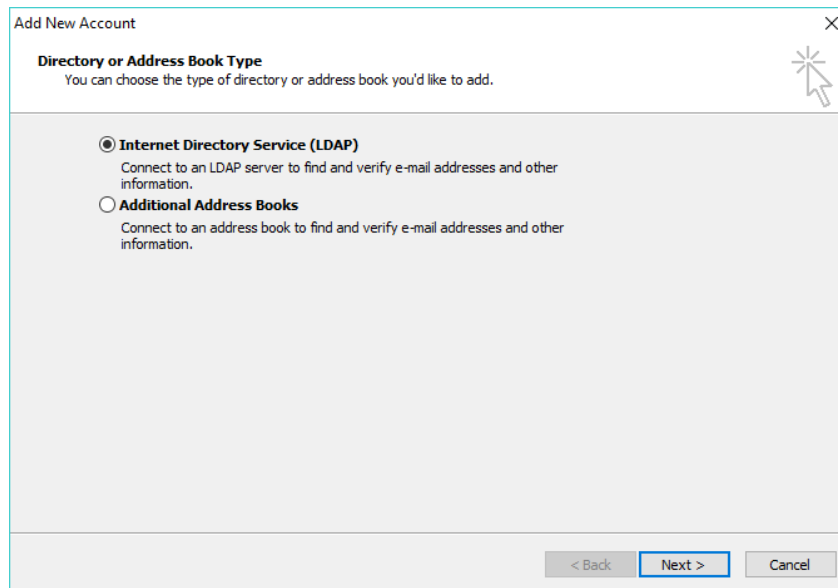 Add New Account
Directory or Address Book Type
You can choose the type of directory or address book you'd like to add.
Internet Directory Service (LDAP)
Connect to an LDAP server to find and verify e-mail addresses and other
information.
Additional Address Books
Connect to an address book to find and verify e-mail addresses and other
information.
< Back Next > Cancel